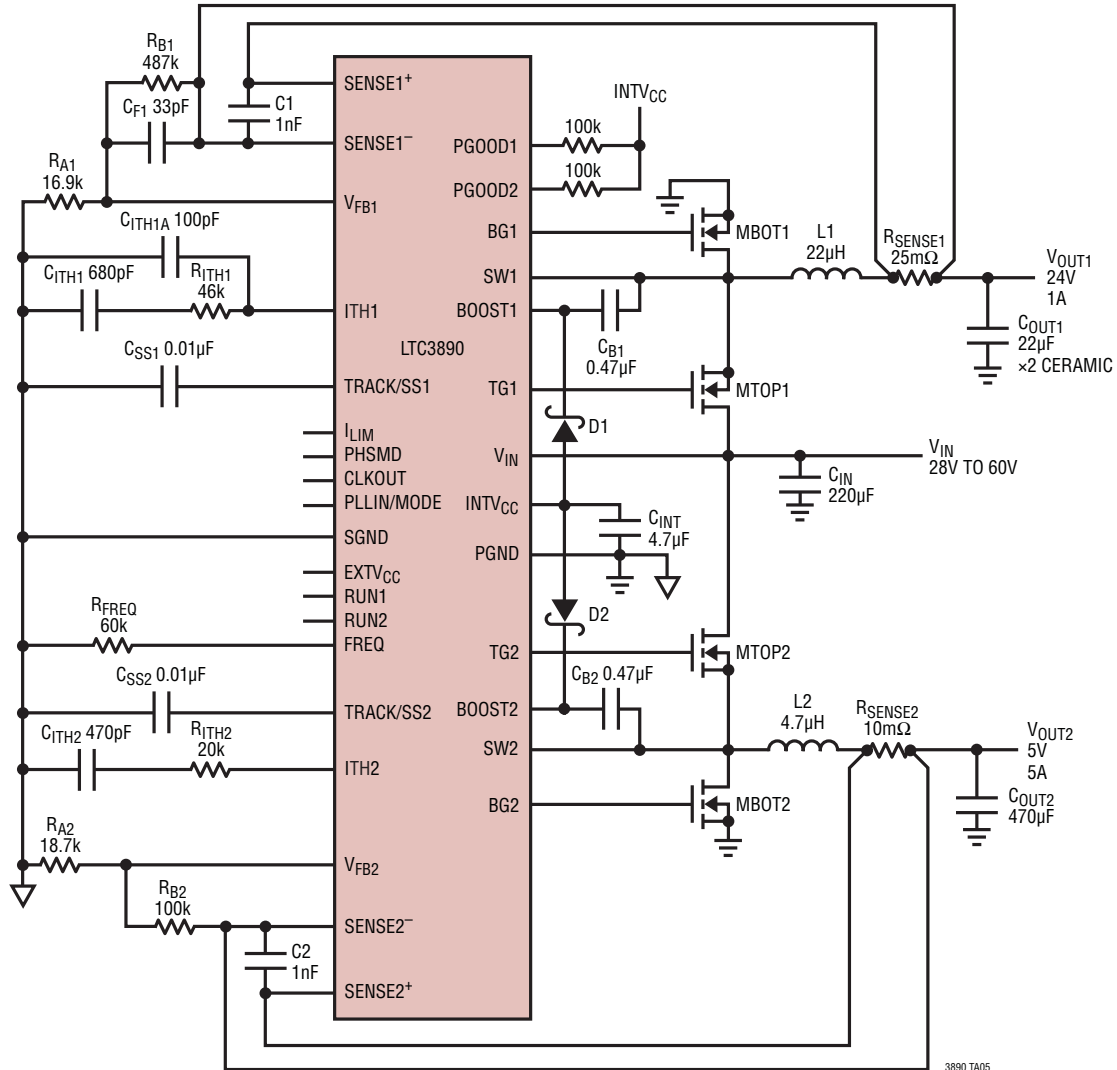 RB1
487k
CF1 33pF
RA1
16.9k
C1
1nF
CITH1A 100pF
CITH1 680pF
RITH1
46k
CSS1 0.01µF
RFREQ
60k
CSS2 0.01µF
CITH2 470pF
RITH2
20k
RA2
18.7k
RB2
100k
C2
1nF
SENSE1+
SENSE1−
VFB1
ITH1
LTC3890
TRACK/SS1
ILIM
PHSMD
CLKOUT
PLLIN/MODE
SGND
EXTVCC
RUN1
RUN2
FREQ
TRACK/SS2
ITH2
VFB2
SENSE2−
SENSE2+
PGOOD1
PGOOD2
BG1
SW1
BOOST1
TG1
VIN
INTVCC
PGND
TG2
BOOST2
SW2
BG2
INTVCC
100k
100k
MBOT1
L1
22µH
RSENSE1
25mΩ
VOUT1
24V
1A
COUT1
22µF
×2 CERAMIC
CB1
0.47µF
MTOP1
D1
VIN
28V TO 60V
CIN
220µF
CINT
4.7µF
D2
MTOP2
CB2 0.47µF
L2
4.7µH
RSENSE2
10mΩ
VOUT2
5V
5A
COUT2
470µF
MBOT2
3890 TA05